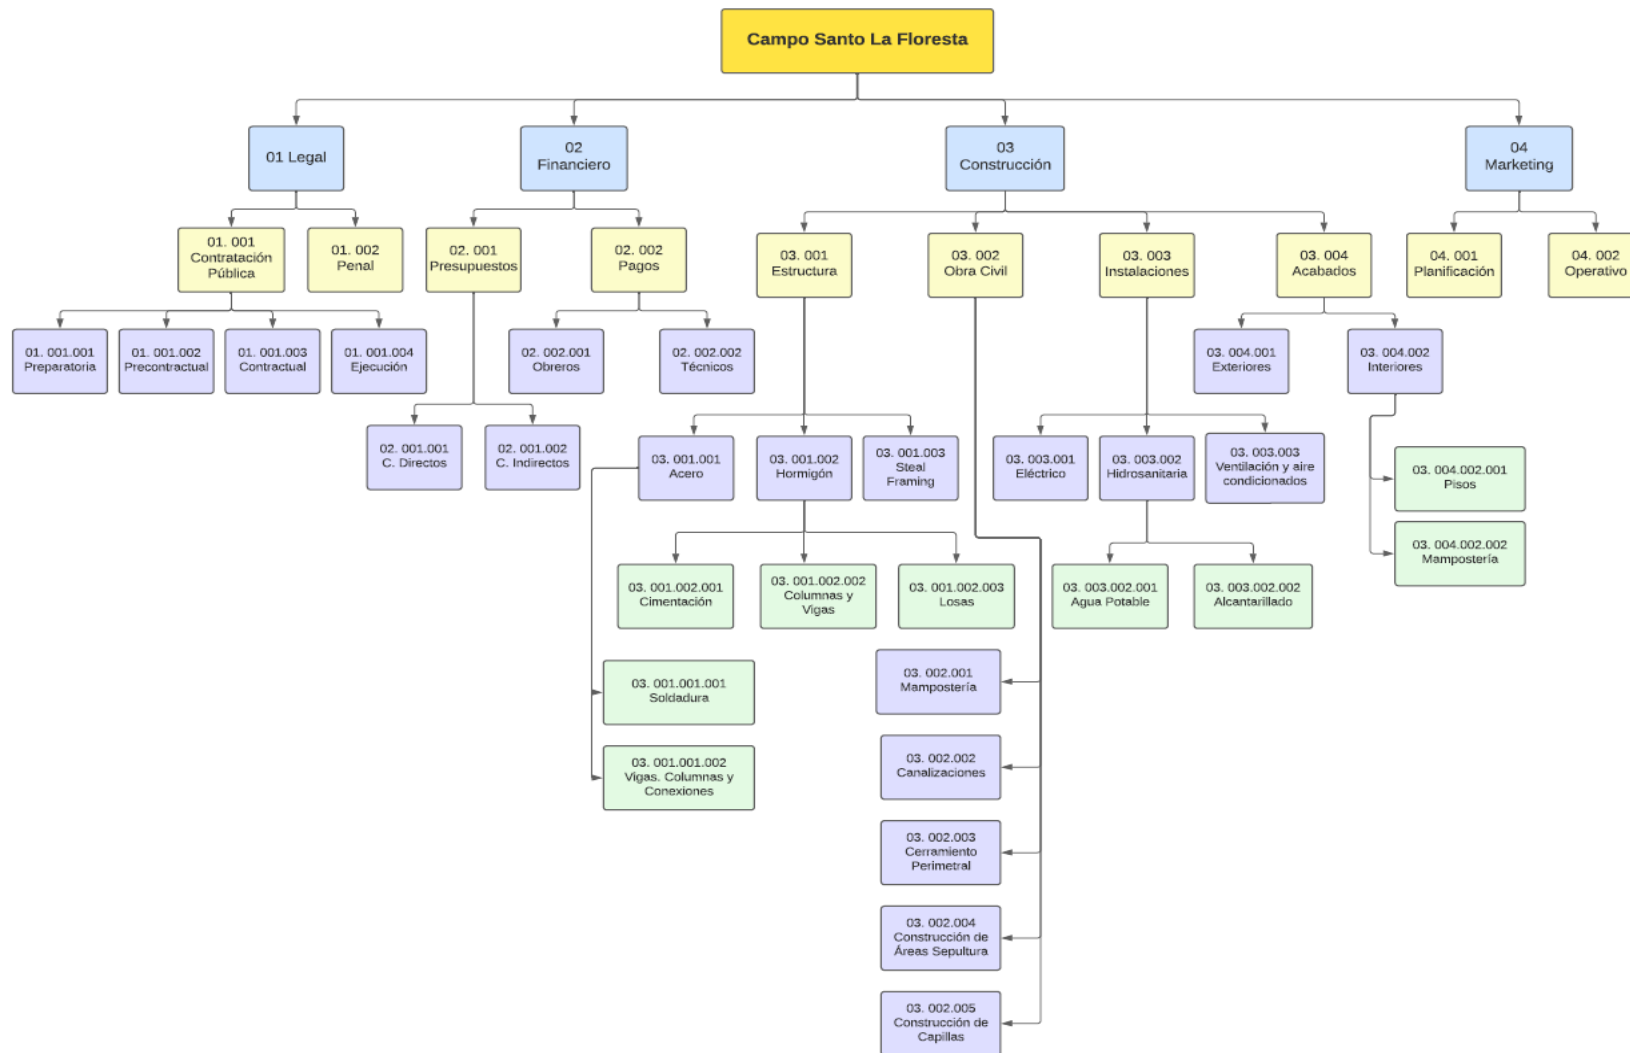 Campo Santo La Floresta
01 Legal
02
Financiero
03
Construcción
04
Marketing
01. 001
Contratación
Pública
01. 002
Penal
02. 001
Presupuestos
02. 002
Pagos
03. 001
Estructura
03. 002
Obra Civil
03. 003
Instalaciones
03. 004
Acabados
04. 001
Planificación
04. 002
Operativo
01. 001.001
Preparatoria
01. 001.002
Precontractual
01. 001.003
Contractual
01. 001.004
Ejecución
02. 002.001
Obreros
02. 002.002
Técnicos
03. 004.001
Exteriores
03. 004.002
Interiores
02. 001.001
C. Directos
02. 001.002
C. Indirectos
03. 001.001
Acero
03. 001.002
Hormigón
03. 001.003
Steal
Framing
03. 003.001
Eléctrico
03. 003.002
Hidrosanitaria
03. 003.003
Ventilación y aire
condicionados
03. 004.002.001
Pisos
03. 004.002.002
Mampostería
03. 001.002.001
Cimentación
03. 001.002.002
Columnas y
Vigas
03. 001.002.003
Losas
03. 003.002.001
Agua Potable
03. 003.002.002
Alcantarillado
03. 001.001.001
Soldadura
03. 001.001.002
Vigas. Columnas y
Conexiones
03. 002.001
Mampostería
03. 002.002
Canalizaciones
03. 002.003
Cerramiento
Perimetral
03. 002.004
Construcción de
Áreas Sepultura
03. 002.005
Construcción de
Capillas